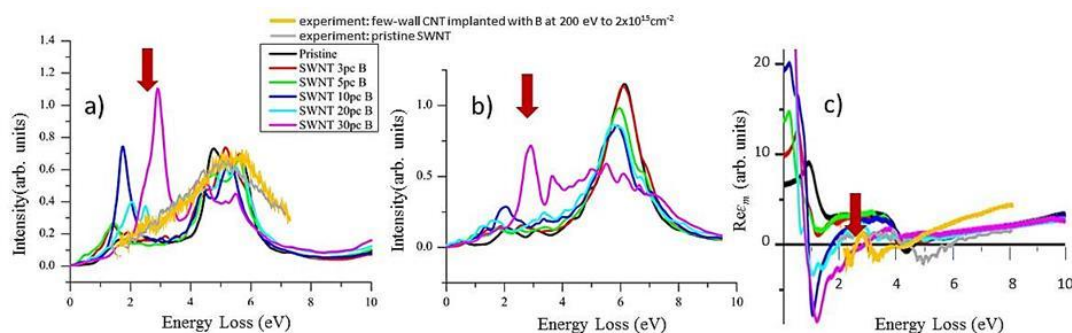 experiment: few-wall CNT implanted with B at 200 eV to 2x10¹⁵cm⁻²
experiment: pristine SWNT
Pristine
SWNT 3pc B
SWNT 5pc B
SWNT 10pc B
SWNT 20pc B
SWNT 30pc B
a)
Intensity(arb. units)
1.4
1.2
1.0
0.8
0.6
0.4
0.2
0.0
0 2 4 6 8 10
Energy Loss (eV)
b)
Intensity(arb. units)
1.0
0.5
0.0
0 2 4 6 8 10
Energy Loss (eV)
c)
Reεₘ (arb. units)
20
10
0
2 4 6 8 10
Energy Loss (eV)